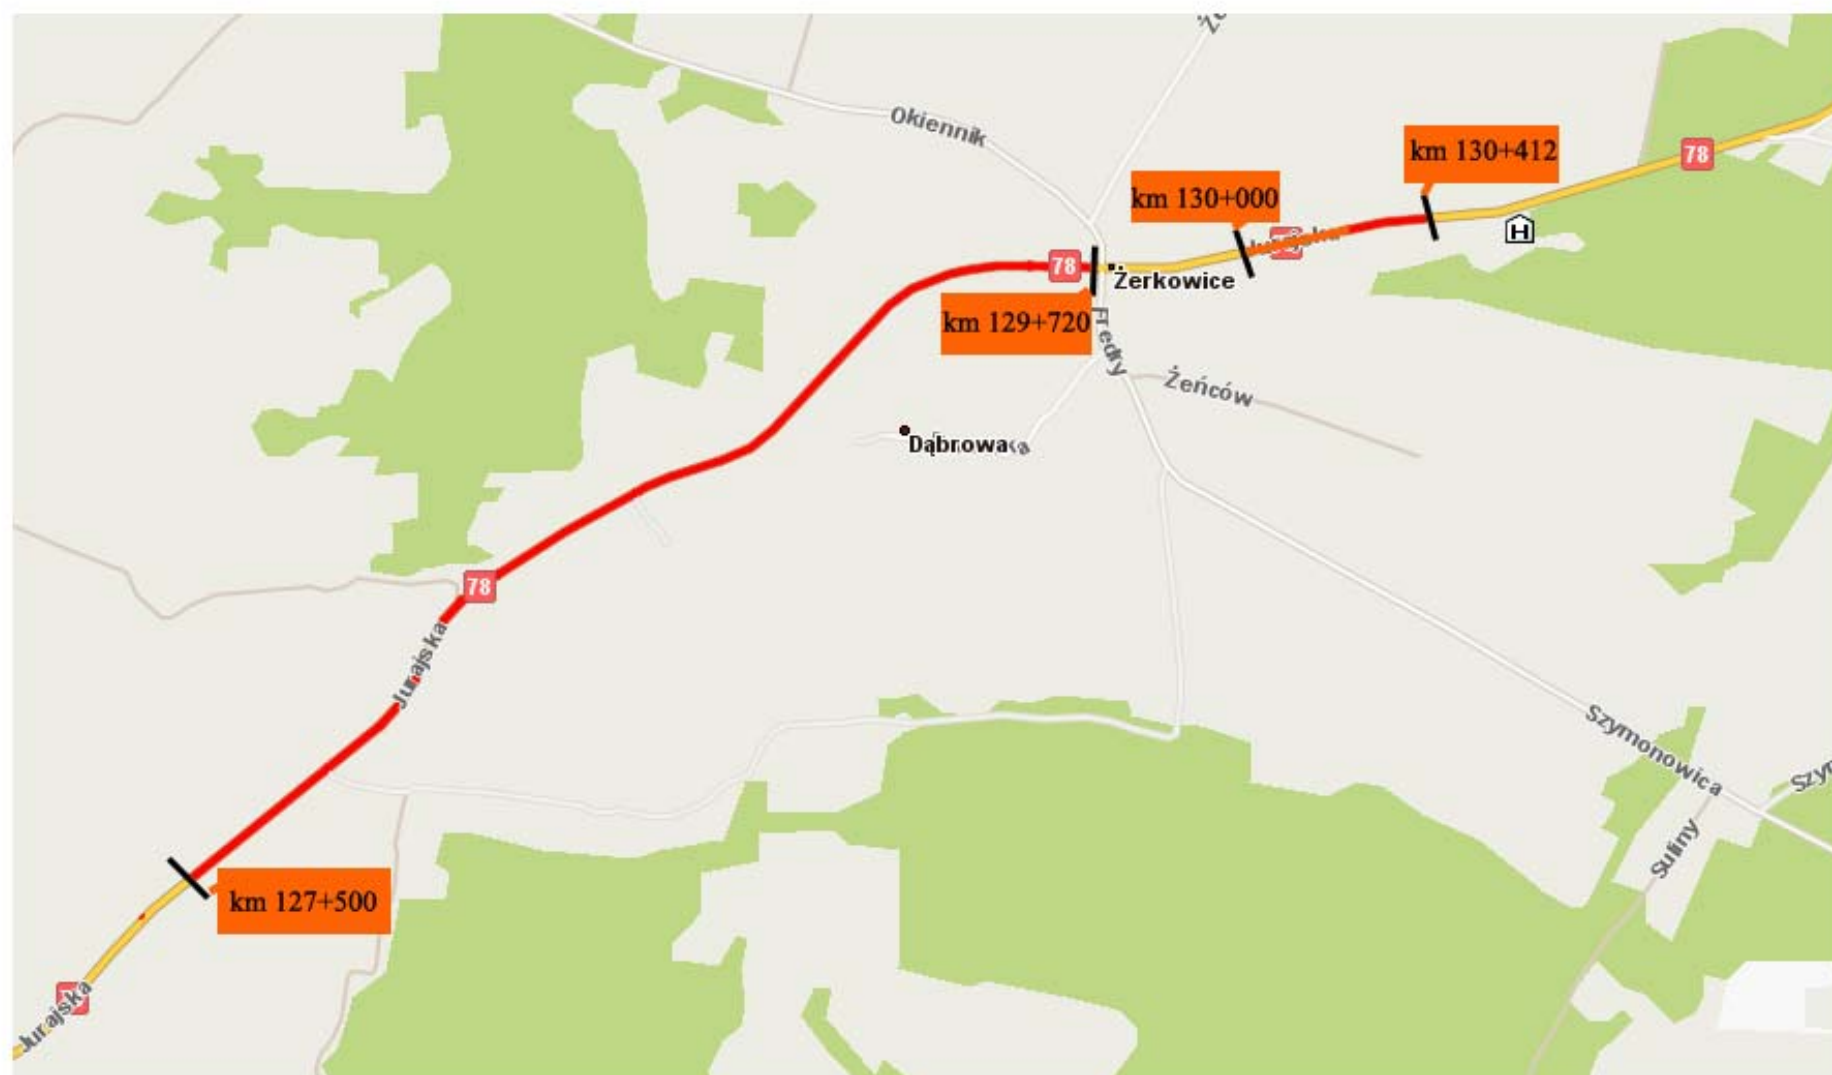 Okiennik
78
km 130+412
km 130+000
Jurajska
78
Żerkowice
km 129+720
Fredry
Żeńców
Dąbrowa
78
Jurajska
Szymonowica
Suliny
km 127+500
Jurajska
H